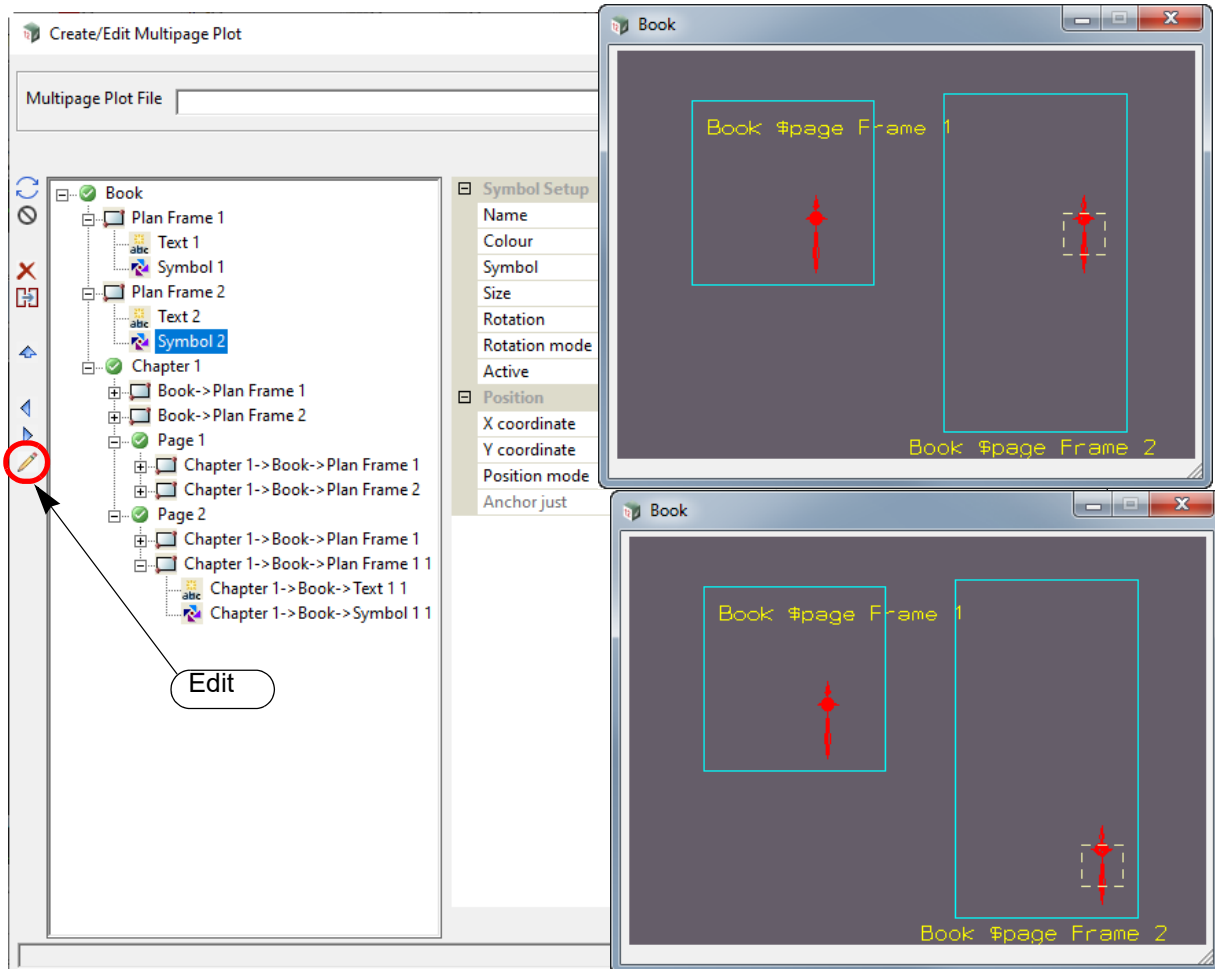 Create/Edit Multipage Plot
Multipage Plot File
Book
Plan Frame 1
Text 1
Symbol 1
Plan Frame 2
Text 2
Symbol 2
Chapter 1
Book->Plan Frame 1
Book->Plan Frame 2
Page 1
Chapter 1->Book->Plan Frame 1
Chapter 1->Book->Plan Frame 2
Page 2
Chapter 1->Book->Plan Frame 1
Chapter 1->Book->Plan Frame 1 1
Chapter 1->Book->Text 1 1
Chapter 1->Book->Symbol 1 1
Edit
Symbol Setup
Name
Colour
Symbol
Size
Rotation
Rotation mode
Active
Position
X coordinate
Y coordinate
Position mode
Anchor just
Book
Book $page Frame 1
Book $page Frame 2
Book
Book $page Frame 1
Book $page Frame 2